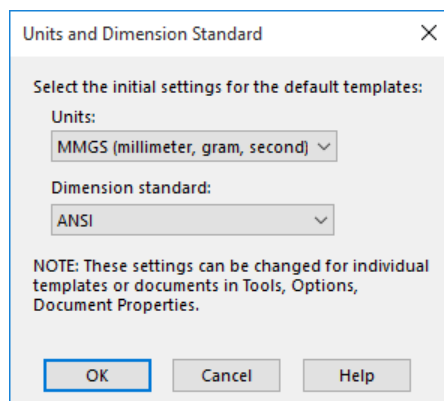 Units and Dimension Standard
Select the initial settings for the default templates:
Units:
MMGS (millimeter, gram, second)
Dimension standard:
ANSI
NOTE: These settings can be changed for individual
templates or documents in Tools, Options,
Document Properties.
OK Cancel Help